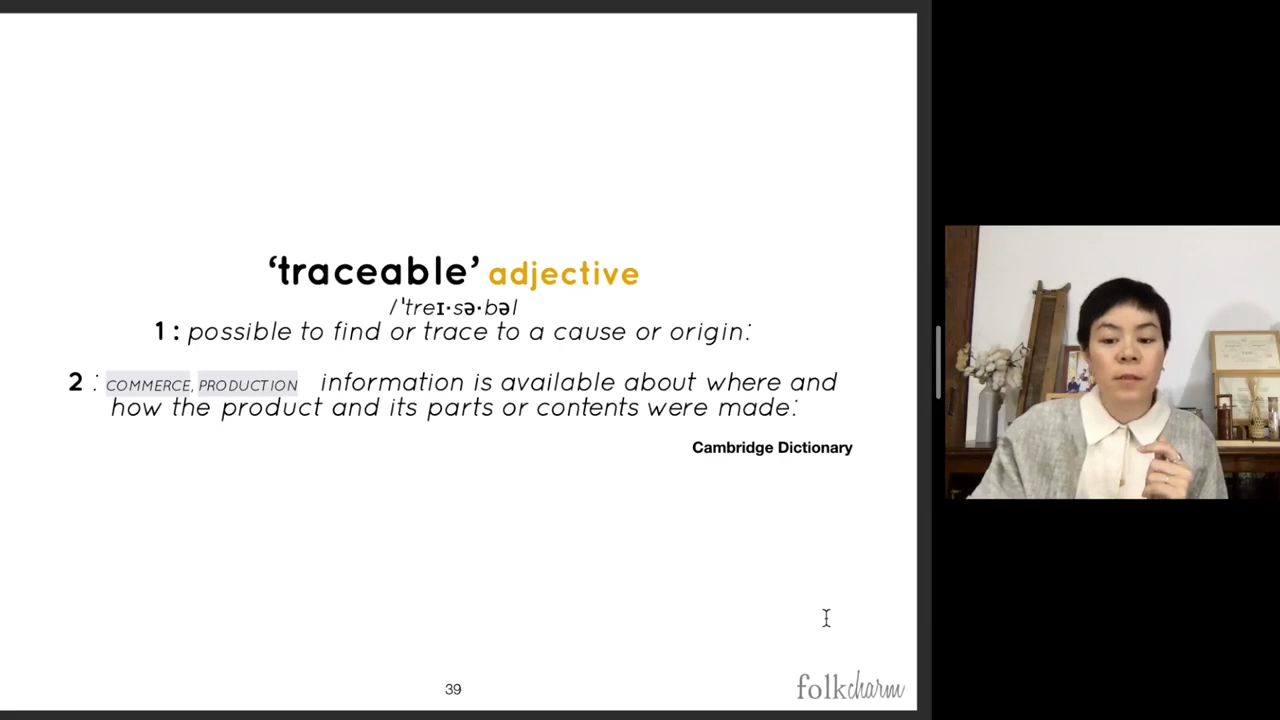 ‘traceable’ adjective
/ˈtreɪ·sə·bəl
1 : possible to find or trace to a cause or origin:
2 : COMMERCE, PRODUCTION information is available about where and
how the product and its parts or contents were made:
Cambridge Dictionary
39
folkcharm